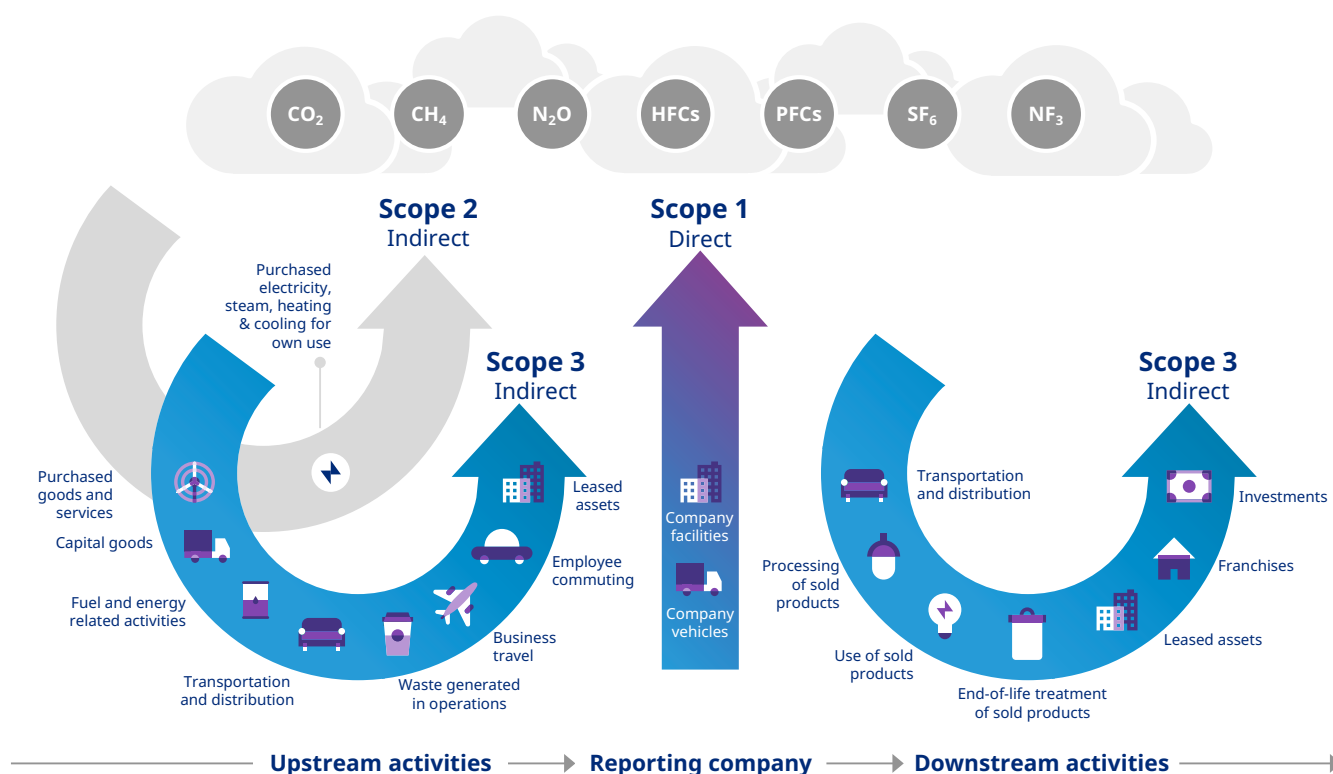 CO₂
CH₄
N₂O
HFCs
PFCs
SF₆
NF₃
Scope 2
Indirect
Scope 1
Direct
Purchased
electricity,
steam, heating
& cooling for
own use
Scope 3
Indirect
Scope 3
Indirect
Purchased
goods and
services
Capital goods
Fuel and energy
related activities
Transportation
and distribution
Waste generated
in operations
Business
travel
Employee
commuting
Leased
assets
Company
facilities
Company
vehicles
Transportation
and distribution
Processing
of sold
products
Use of sold
products
End-of-life treatment
of sold products
Leased assets
Franchises
Investments
Upstream activities
Reporting company
Downstream activities